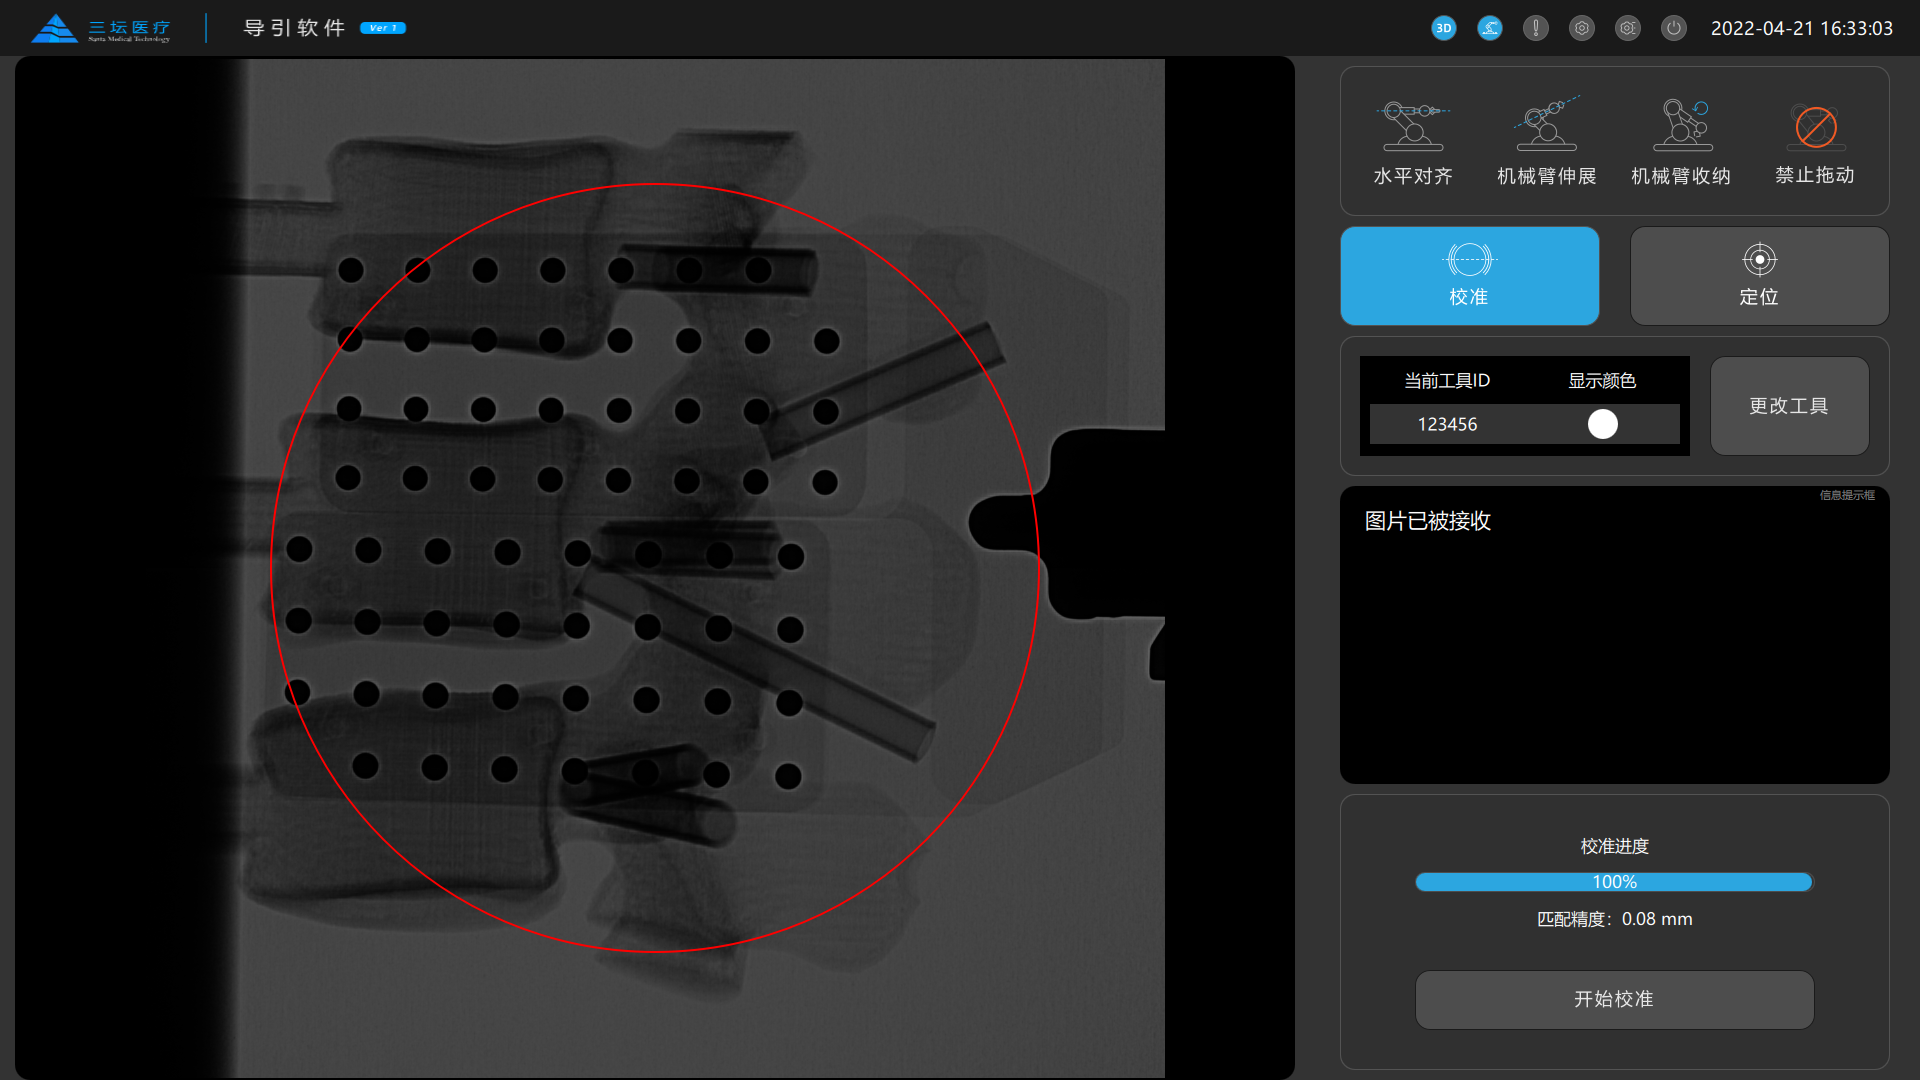 三坛医疗
Santa Medical Technology
导引软件
Ver 1
3D
2022-04-21 16:33:03
水平对齐
机械臂伸展
机械臂收纳
禁止拖动
校准
定位
当前工具ID
显示颜色
123456
更改工具
信息提示框
图片已被接收
校准进度
100%
匹配精度：0.08 mm
开始校准